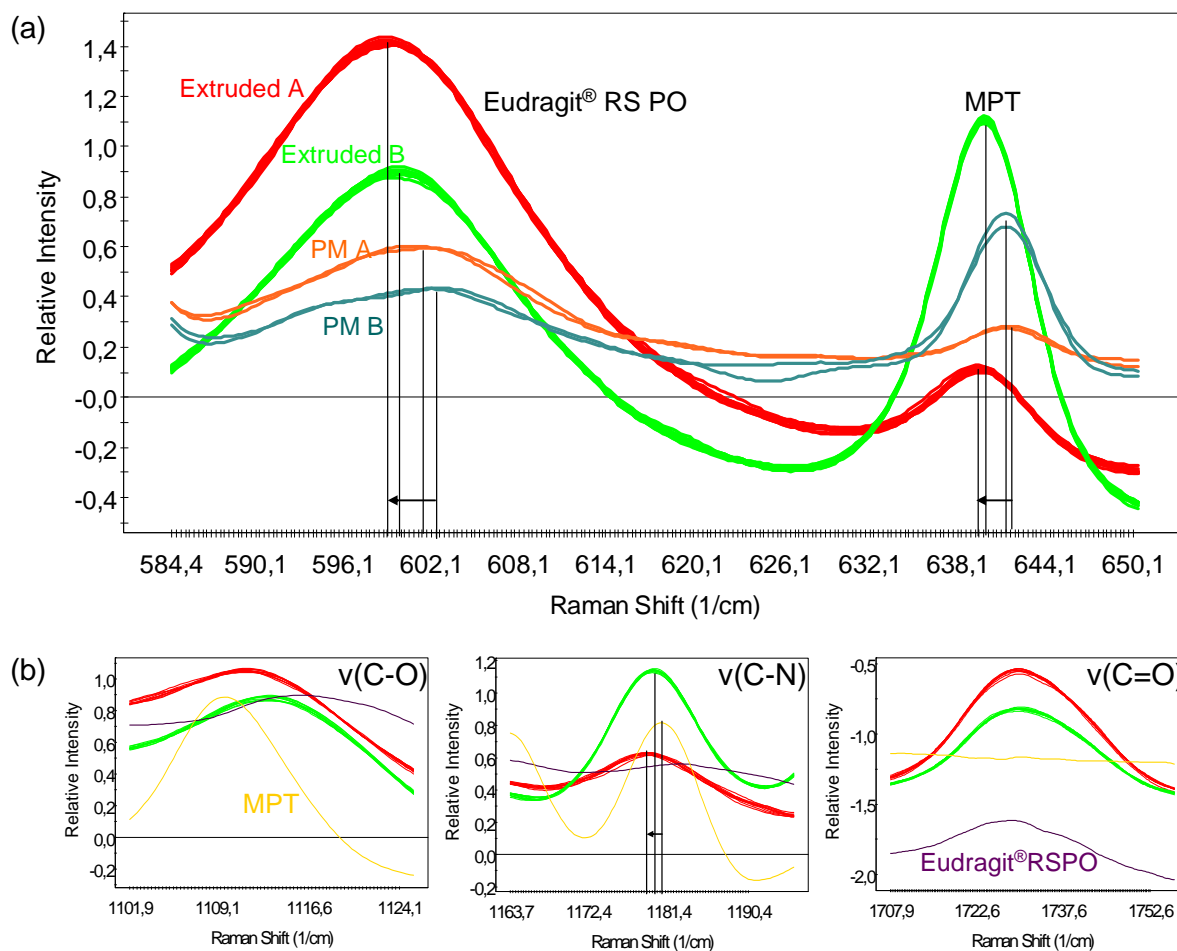 (a)
Relative Intensity
1,4
1,2
1,0
0,8
0,6
0,4
0,2
-0,0
-0,2
-0,4
Extruded A
Eudragit® RS PO
MPT
Extruded B
PM A
PM B
584,4 590,1 596,1 602,1 608,1 614,1 620,1 626,1 632,1 638,1 644,1 650,1
Raman Shift (1/cm)
(b)
Relative Intensity
1,0
0,8
0,6
0,4
0,2
0,0
-0,2
v(C-O)
MPT
1101,9 1109,1 1116,6 1124,1
Raman Shift (1/cm)
Relative Intensity
1,2
1,0
0,8
0,6
0,4
0,2
0,0
-0,2
v(C-N)
1163,7 1172,4 1181,4 1190,4
Raman Shift (1/cm)
Relative Intensity
-0,5
-1,0
-1,5
-2,0
v(C=O)
Eudragit®RSPO
1707,9 1722,6 1737,6 1752,6
Raman Shift (1/cm)